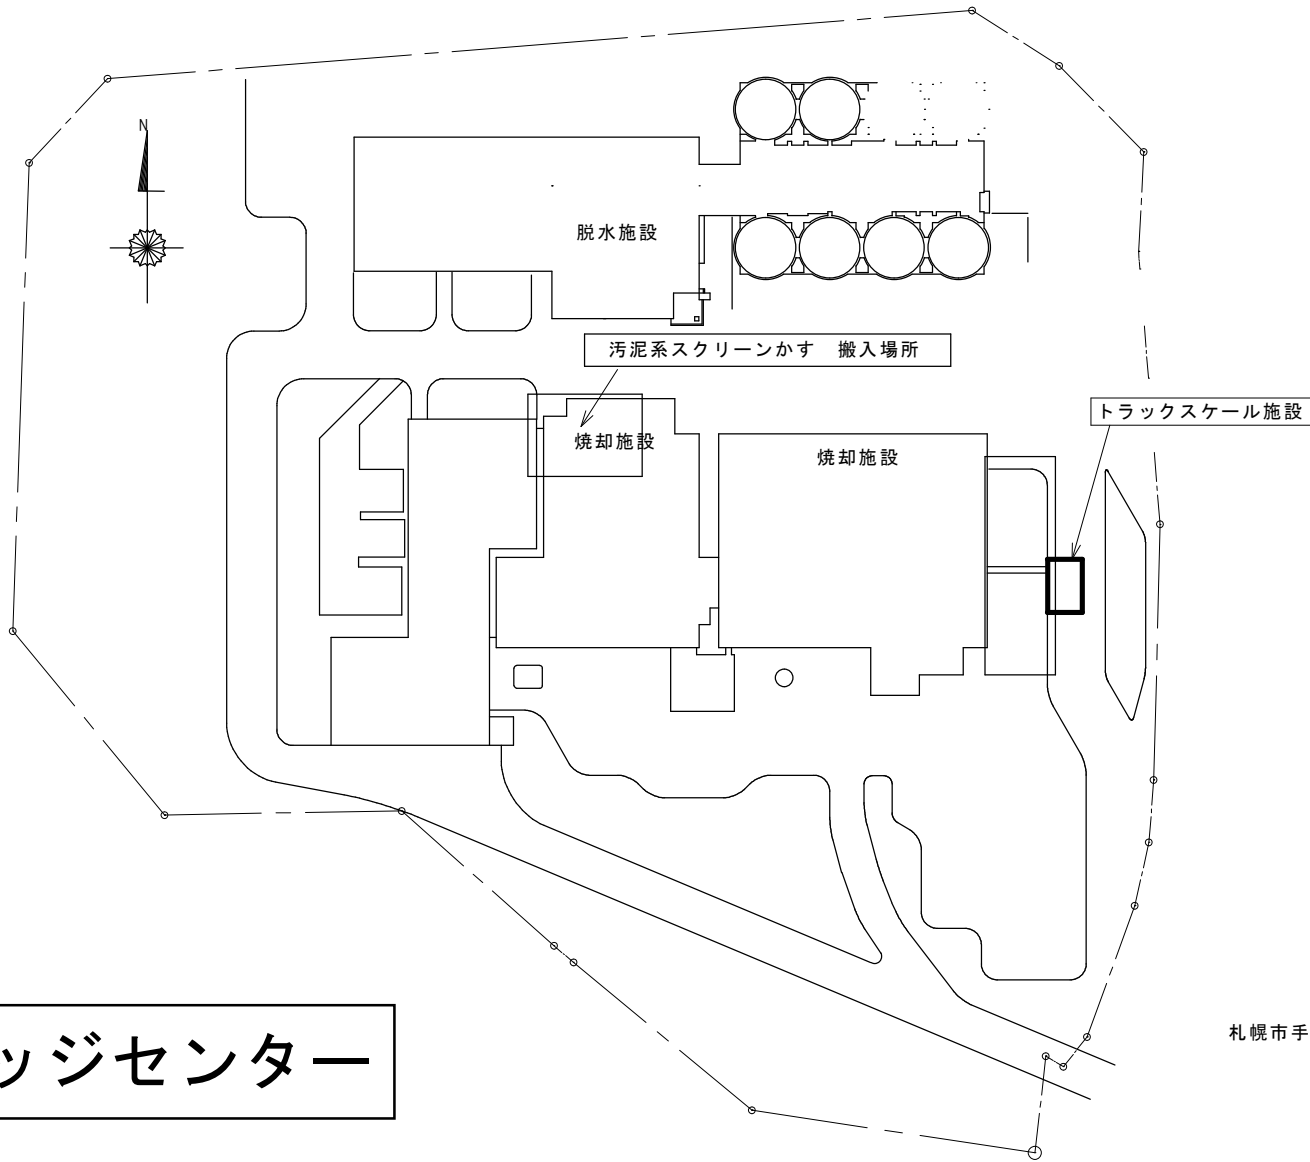 N
脱水施設
汚泥系スクリーンかす　搬入場所
トラックスケール施設
焼却施設
焼却施設
札幌市手
ッジセンター